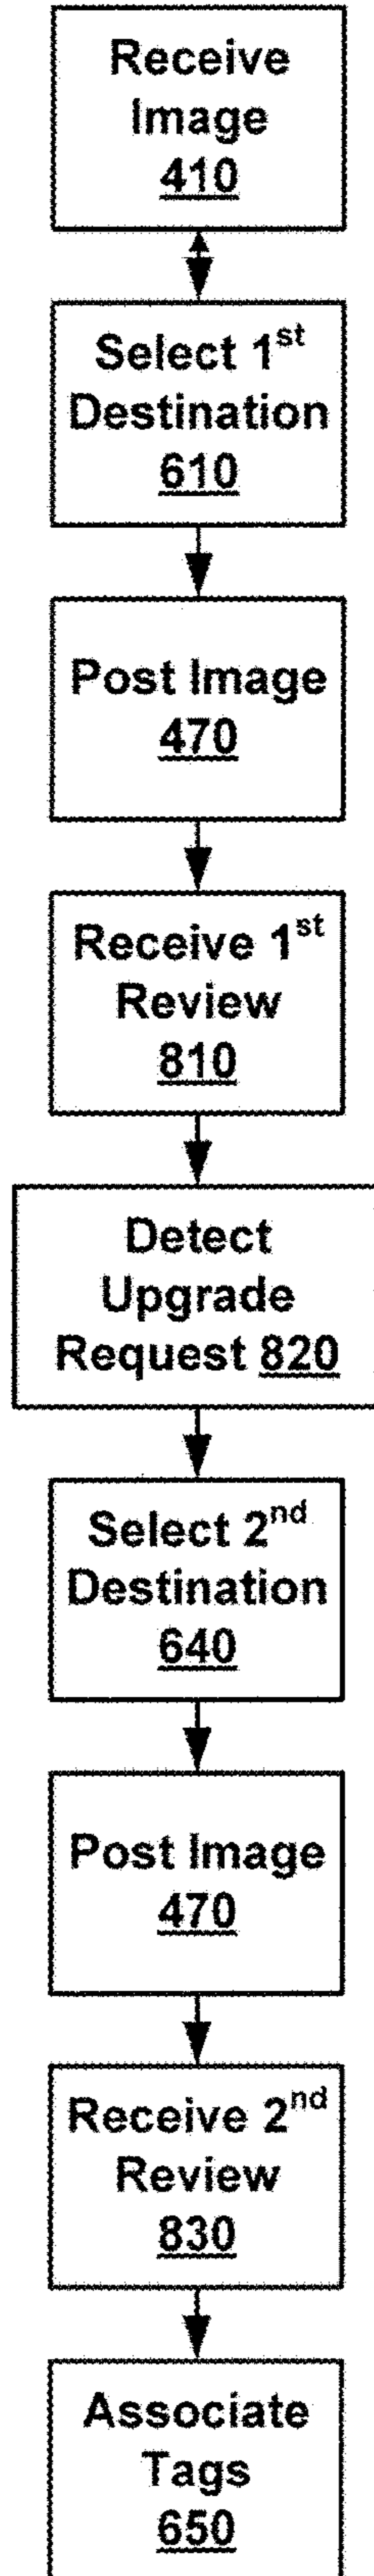 Receive
Image
410
Select 1st
Destination
610
Post Image
470
Receive 1st
Review
810
Detect
Upgrade
Request 820
Select 2nd
Destination
640
Post Image
470
Receive 2nd
Review
830
Associate
Tags
650